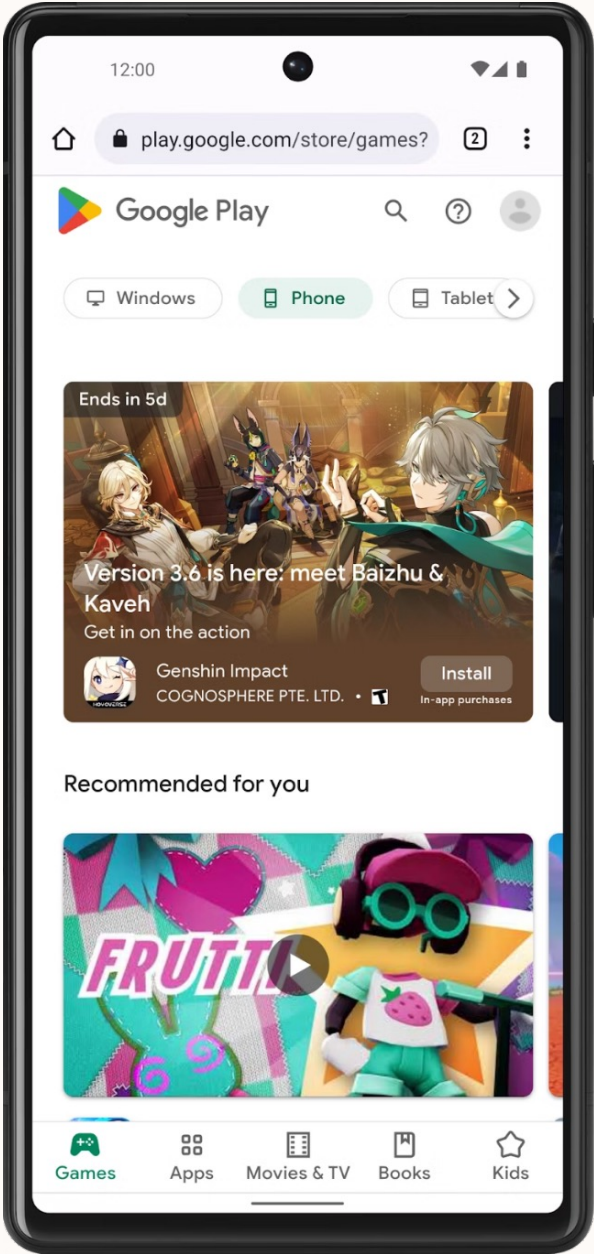 12:00
play.google.com/store/games?
2
Google Play
Windows
Phone
Tablet
Ends in 5d
Version 3.6 is here: meet Baizhu &
Kaveh
Get in on the action
Genshin Impact
COGNOSPHERE PTE. LTD. •
Install
In-app purchases
HOYOVERSE
Recommended for you
FRUTTI
Games
Apps
Movies & TV
Books
Kids